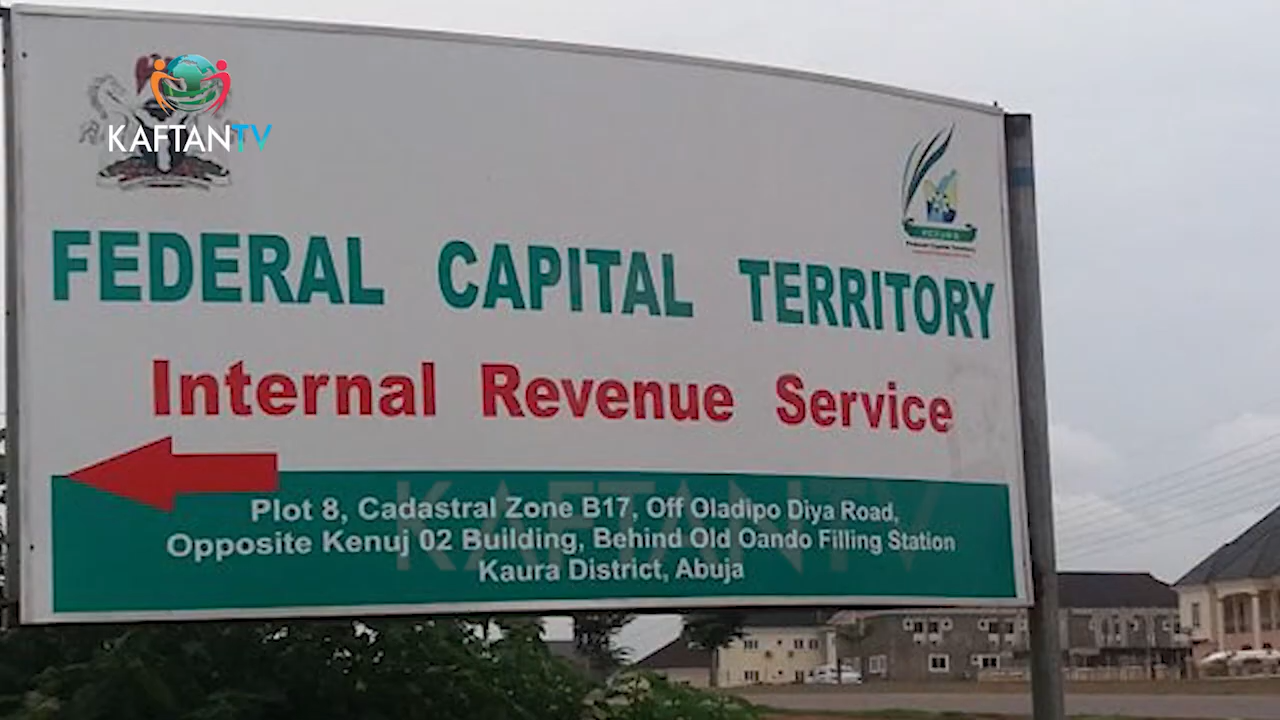 KAFTANTV
FEDERAL CAPITAL TERRITORY
Internal Revenue Service
Plot 8, Cadastral Zone B17, Off Oladipo Diya Road,
Opposite Kenuj 02 Building, Behind Old Oando Filling Station
Kaura District, Abuja
KAFTANTV